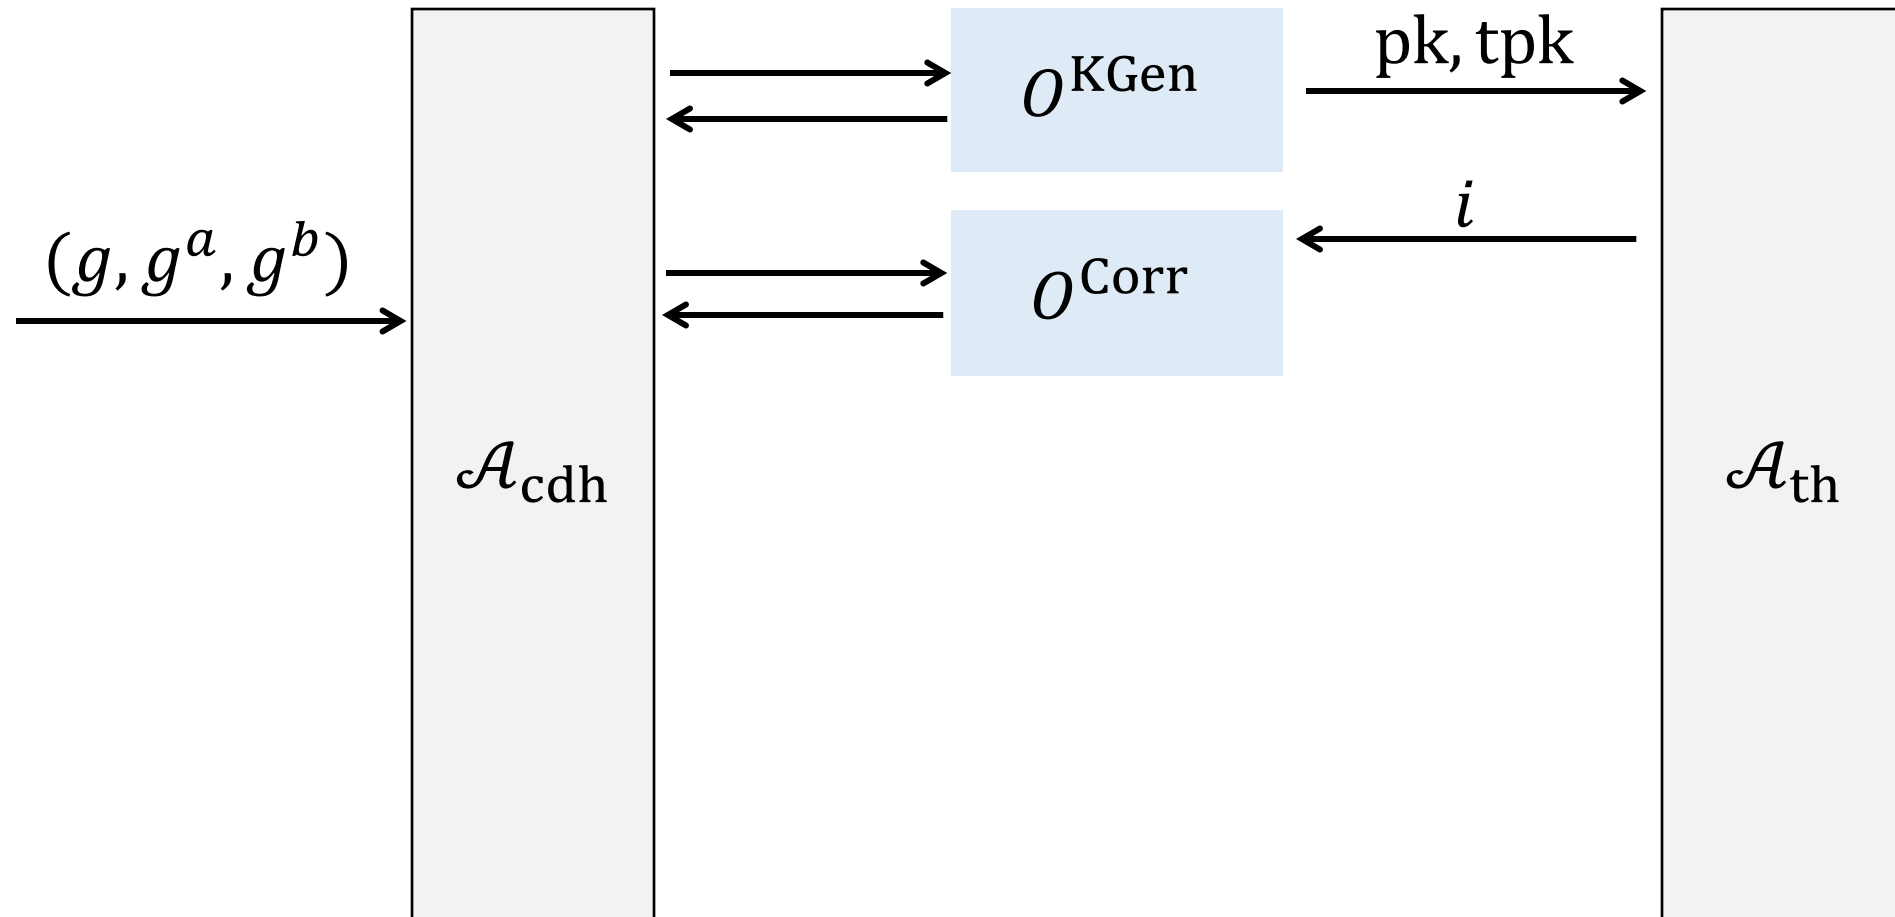 pk, tpk
O^KGen
i
(g, g^a, g^b)
O^Corr
𝒜_cdh
𝒜_th